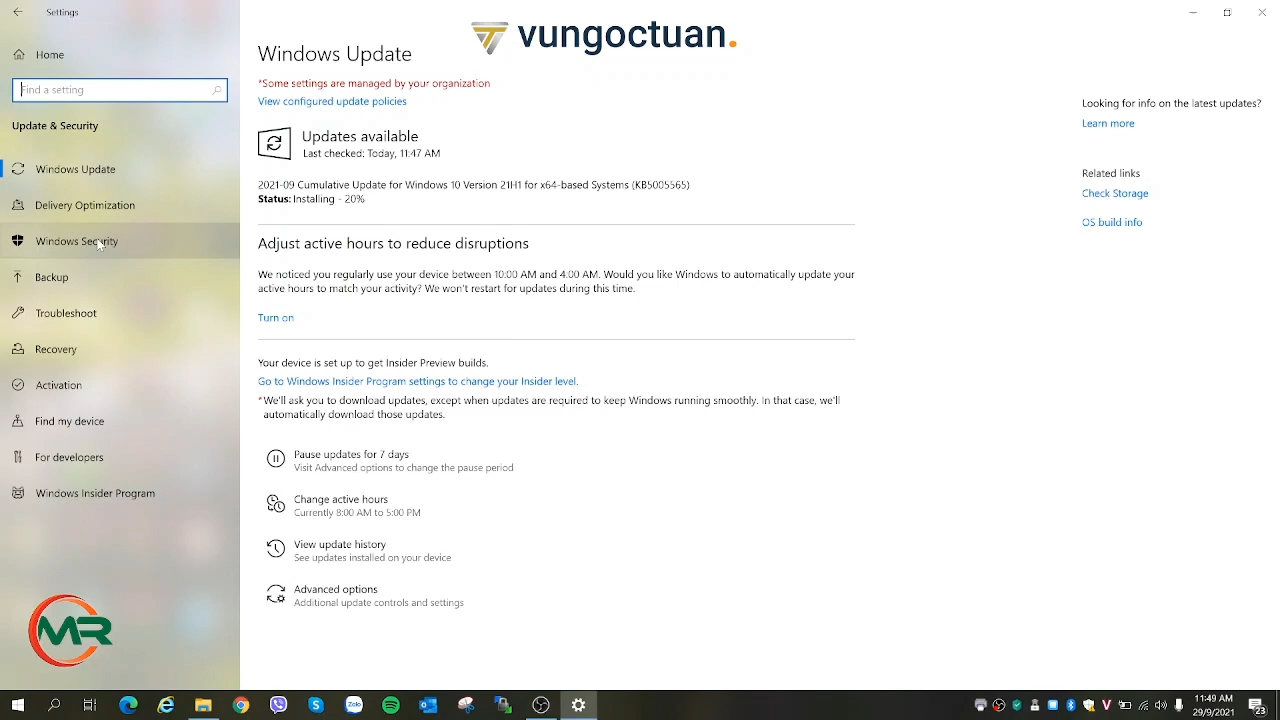 Settings
vungoctuan.
Windows Update
Find a setting
*Some settings are managed by your organization
View configured update policies
Looking for info on the latest updates?
Learn more
Update & Security
Updates available
Last checked: Today, 11:47 AM
Windows Update
Related links
Check Storage
OS build info
2021-09 Cumulative Update for Windows 10 Version 21H1 for x64-based Systems (KB5005565)
Status: Installing - 20%
Delivery Optimization
Windows Security
Adjust active hours to reduce disruptions
We noticed you regularly use your device between 10:00 AM and 4:00 AM. Would you like Windows to automatically update your
active hours to match your activity? We won't restart for updates during this time.
Turn on
Backup
Troubleshoot
Recovery
Activation
Find my device
For developers
Windows Insider Program
Your device is set up to get Insider Preview builds.
Go to Windows Insider Program settings to change your Insider level.
*We'll ask you to download updates, except when updates are required to keep Windows running smoothly. In that case, we'll
automatically download those updates.
Pause updates for 7 days
Visit Advanced options to change the pause period
Change active hours
Currently 8:00 AM to 5:00 PM
View update history
See updates installed on your device
Advanced options
Additional update controls and settings
MR
Zalo
11:49 AM
29/9/2021
23